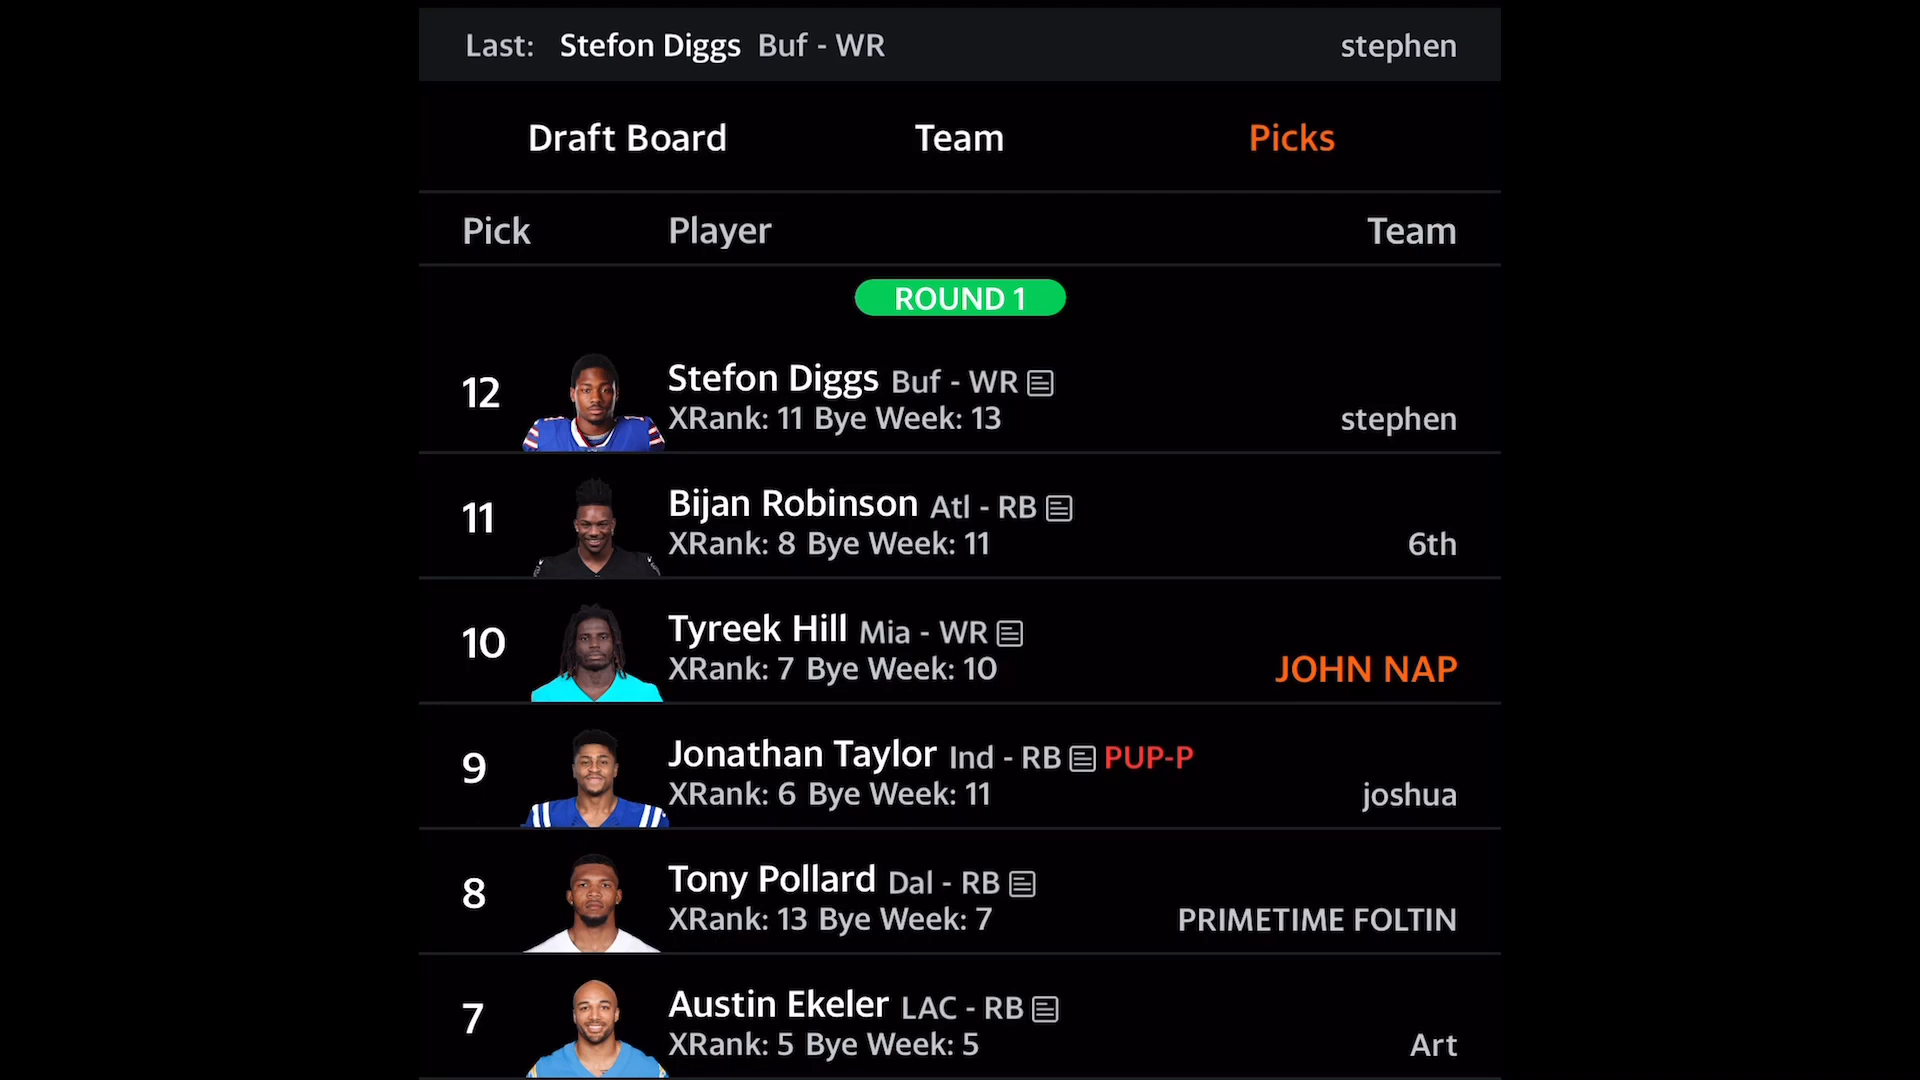 Last: Stefon Diggs Buf - WR stephen
Draft Board Team Picks
Pick Player Team
ROUND 1
12 Stefon Diggs Buf - WR
XRank: 11 Bye Week: 13 stephen
11 Bijan Robinson Atl - RB
XRank: 8 Bye Week: 11 6th
10 Tyreek Hill Mia - WR
XRank: 7 Bye Week: 10 JOHN NAP
9 Jonathan Taylor Ind - RB PUP-P
XRank: 6 Bye Week: 11 joshua
8 Tony Pollard Dal - RB
XRank: 13 Bye Week: 7 PRIMETIME FOLTIN
7 Austin Ekeler LAC - RB
XRank: 5 Bye Week: 5 Art